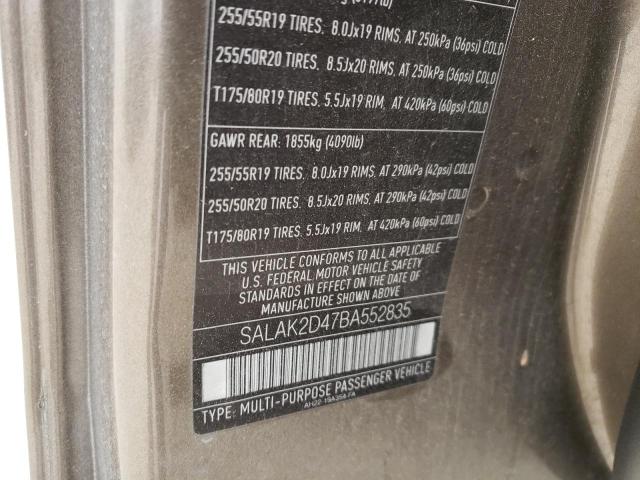 255/55R19 TIRES. 8.0Jx19 RIMS. AT 250kPa (36psi) COLD
255/50R20 TIRES. 8.5Jx20 RIMS. AT 250kPa (36psi) COLD
T175/80R19 TIRES. 5.5Jx19 RIM. AT 420kPa (60psi) COLD
GAWR REAR: 1855kg (4090lb)
255/55R19 TIRES. 8.0Jx19 RIMS. AT 290kPa (42psi) COLD
255/50R20 TIRES. 8.5Jx20 RIMS. AT 290kPa (42psi) COLD
T175/80R19 TIRES. 5.5Jx19 RIM. AT 420kPa (60psi) COLD
THIS VEHICLE CONFORMS TO ALL APPLICABLE
U.S. FEDERAL MOTOR VEHICLE SAFETY
STANDARDS IN EFFECT ON THE DATE OF
MANUFACTURE SHOWN ABOVE.
SALAK2D47BA552835
TYPE: MULTI-PURPOSE PASSENGER VEHICLE